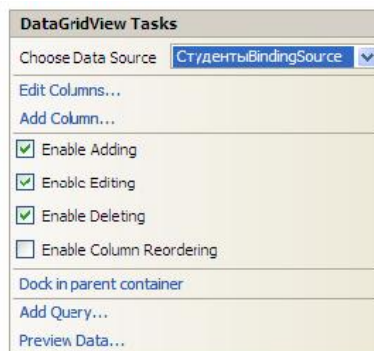 DataGridView Tasks
Choose Data Source СтудентыBindingSource
Edit Columns...
Add Column...
Enable Adding
Enable Editing
Enable Deleting
Enable Column Reordering
Dock in parent container
Add Query...
Preview Data...